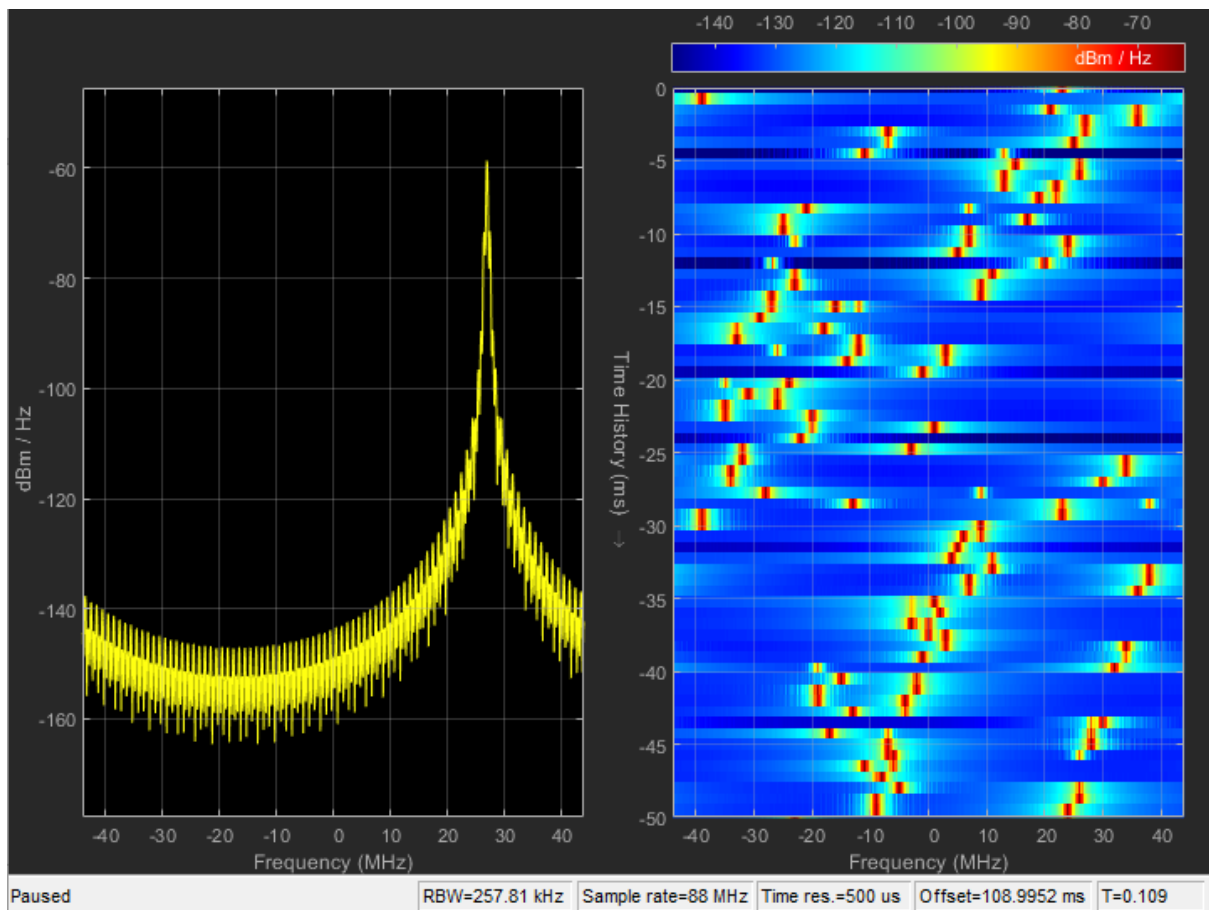 -140 -130 -120 -110 -100 -90 -80 -70
dBm / Hz
-60
-80
-100
-120
-140
-160
dBm / Hz
-40 -30 -20 -10 0 10 20 30 40
Frequency (MHz)
0
-5
-10
-15
-20
-25
-30
-35
-40
-45
-50
Time History (ms) →
-40 -30 -20 -10 0 10 20 30 40
Frequency (MHz)
Paused RBW=257.81 kHz Sample rate=88 MHz Time res.=500 us Offset=108.9952 ms T=0.109